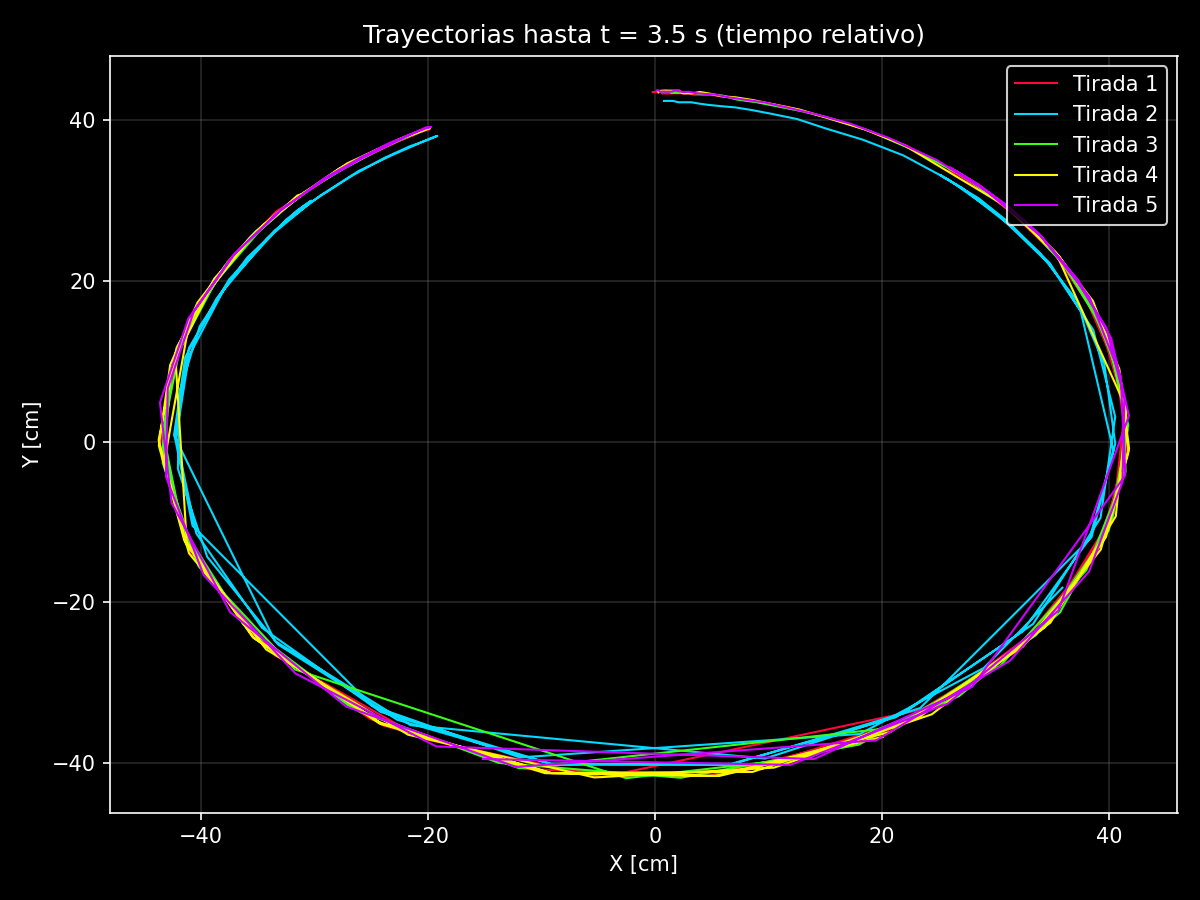 Trayectorias hasta t = 3.5 s (tiempo relativo)
Tirada 1
Tirada 2
Tirada 3
Tirada 4
Tirada 5
40
20
0
−20
−40
Y [cm]
−40
−20
0
20
40
X [cm]